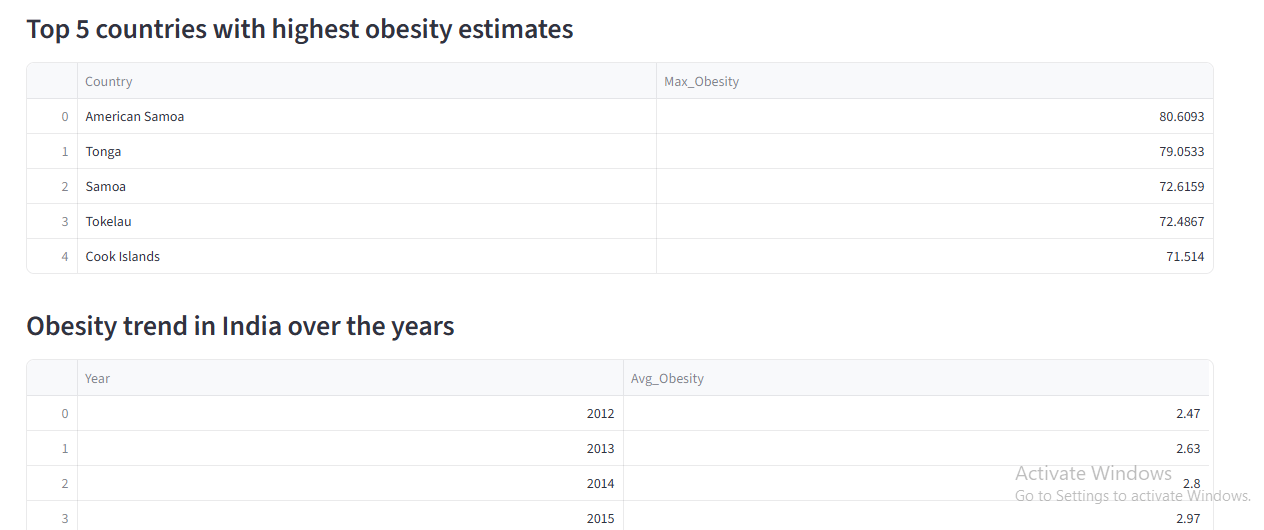 Top 5 countries with highest obesity estimates
Country Max_Obesity
0 American Samoa 80.6093
1 Tonga 79.0533
2 Samoa 72.6159
3 Tokelau 72.4867
4 Cook Islands 71.514
Obesity trend in India over the years
Year Avg_Obesity
0 2012 2.47
1 2013 2.63
Activate Windows
2 2014 2.8
Go to Settings to activate Windows.
3 2015 2.97